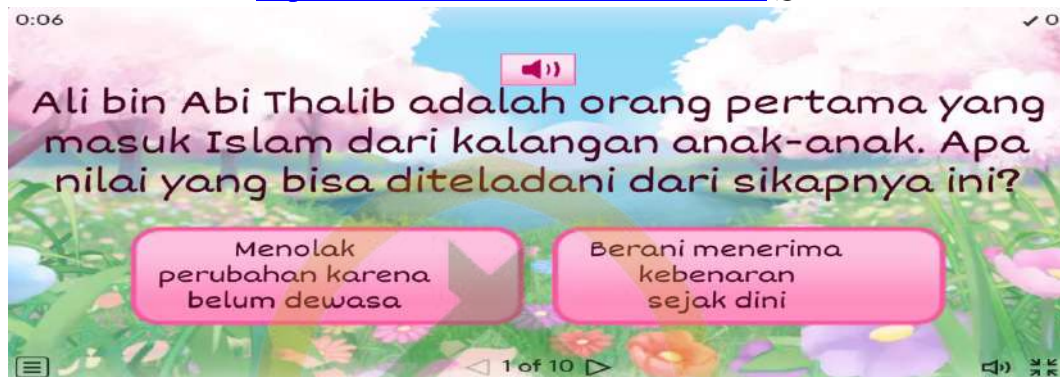 0:06
✓ 0
Ali bin Abi Thalib adalah orang pertama yang
masuk Islam dari kalangan anak-anak. Apa
nilai yang bisa diteladani dari sikapnya ini?
Menolak
perubahan karena
belum dewasa
Berani menerima
kebenaran
sejak dini
1 of 10